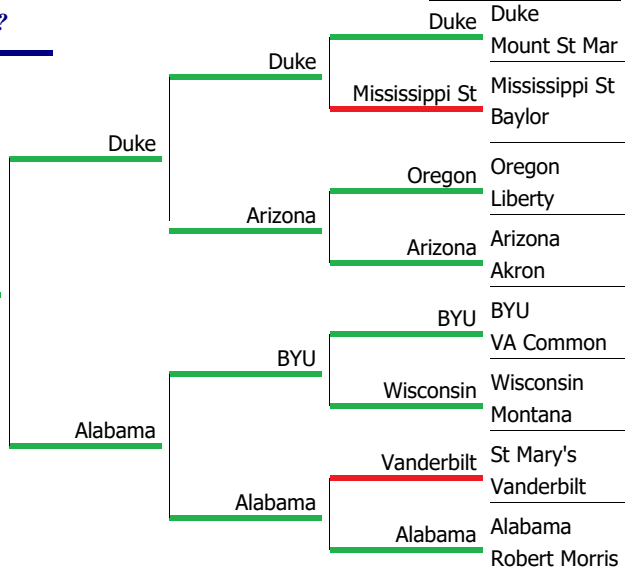 ?
Duke
Duke
Mount St Mar
Duke
Mississippi St
Mississippi St
Baylor
Duke
Oregon
Oregon
Liberty
Arizona
Arizona
Arizona
Akron
BYU
BYU
VA Common
BYU
Wisconsin
Wisconsin
Montana
Alabama
Vanderbilt
St Mary's
Vanderbilt
Alabama
Alabama
Alabama
Robert Morris